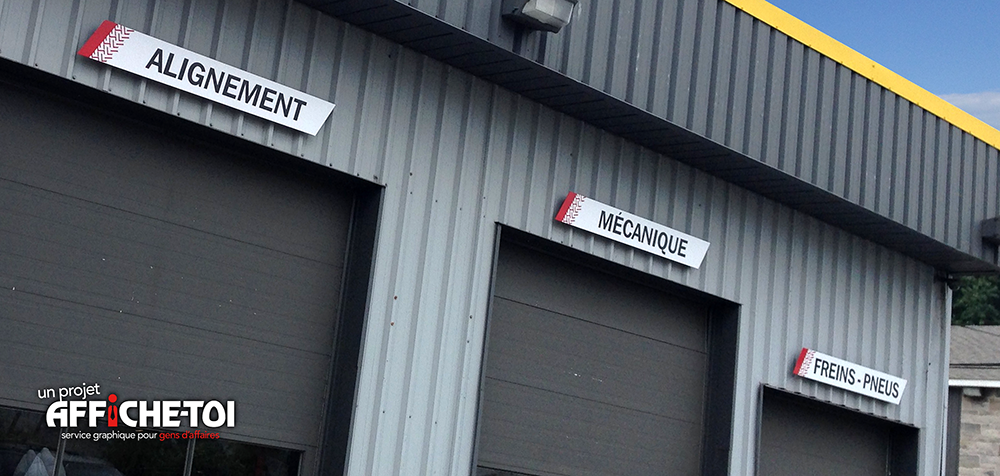 ALIGNEMENT
MÉCANIQUE
FREINS - PNEUS
un projet
AFFiCHE-TOI
service graphique pour gens d'affaires